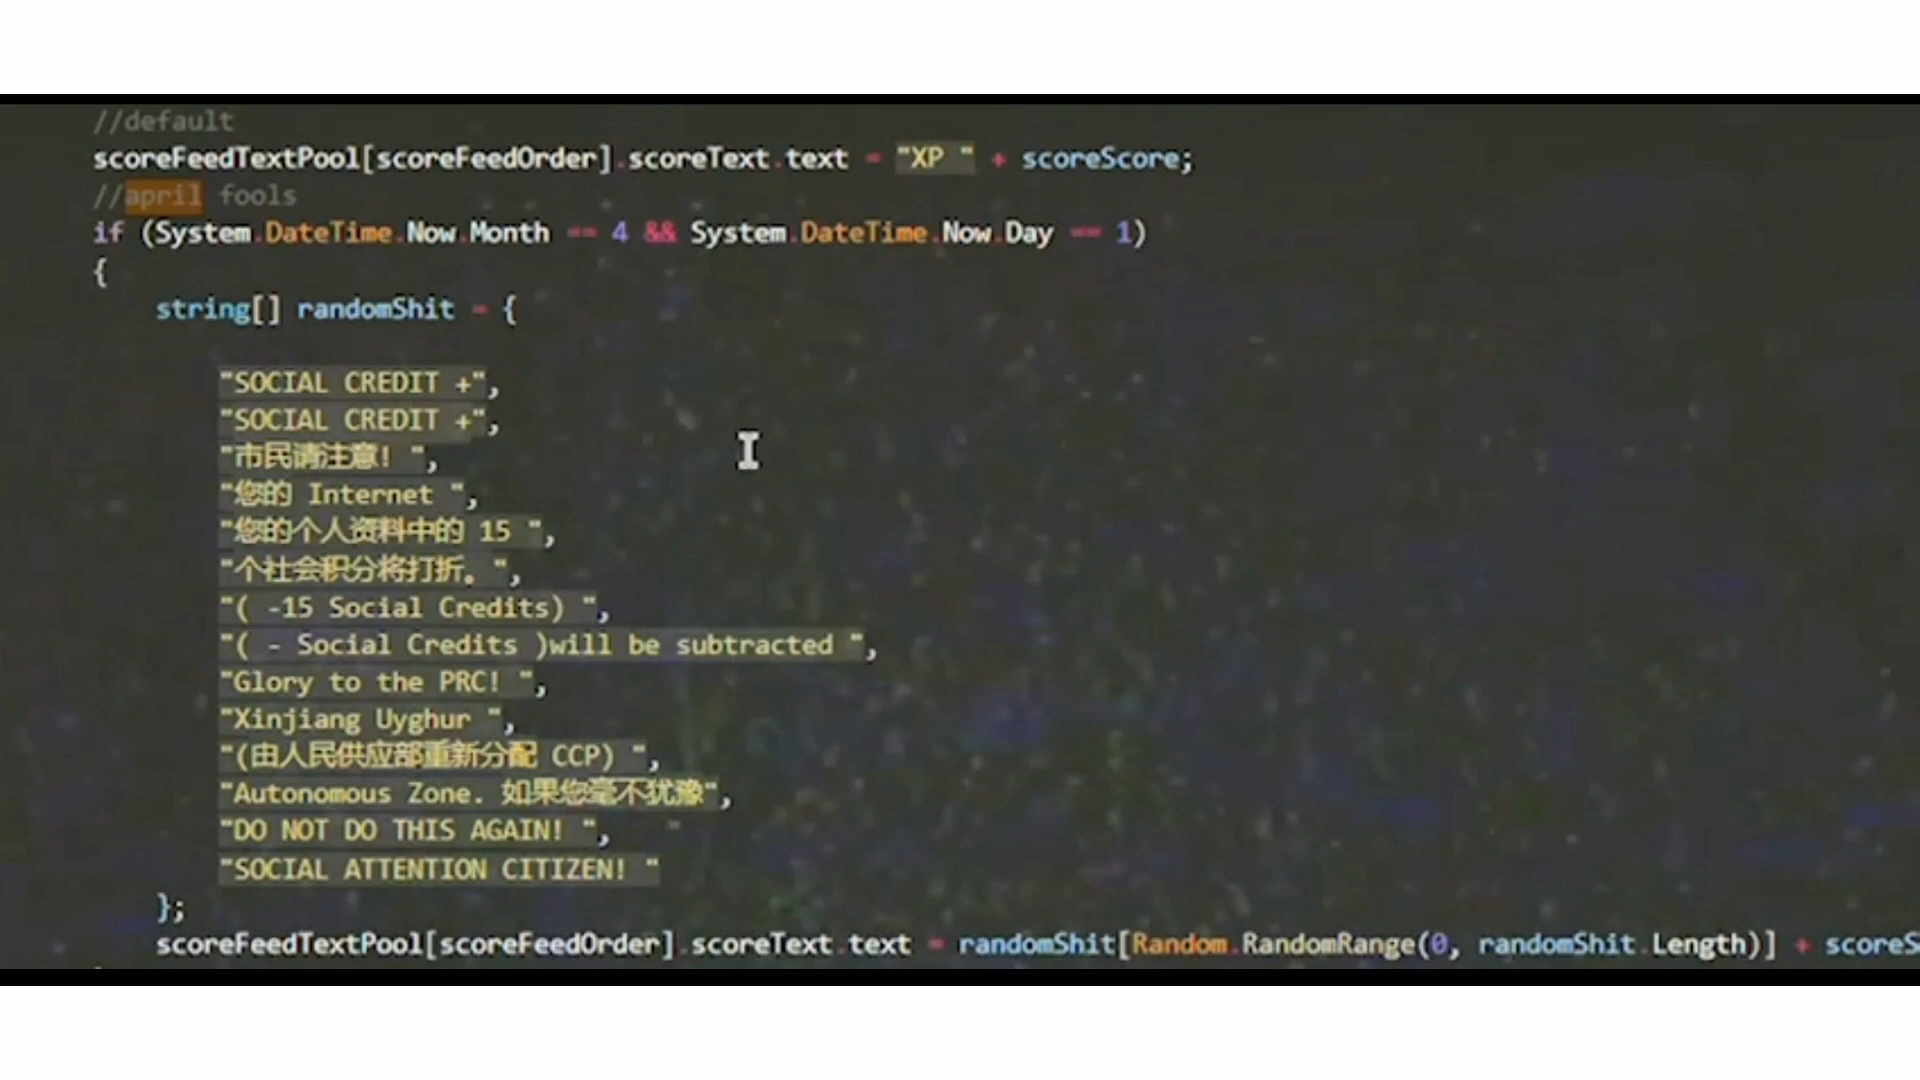 //default
scoreFeedTextPool[scoreFeedOrder].scoreText.text = "XP " + scoreScore;
//april fools
if (System.DateTime.Now.Month == 4 && System.DateTime.Now.Day == 1)
{
string[] randomShit = {
"SOCIAL CREDIT +",
"SOCIAL CREDIT +",
"市民请注意! ",
"您的 Internet ",
"您的个人资料中的 15 ",
"个社会积分将打折。",
"( -15 Social Credits) ",
"( - Social Credits )will be subtracted ",
"Glory to the PRC! ",
"Xinjiang Uyghur ",
"(由人民供应部重新分配 CCP) ",
"Autonomous Zone. 如果您毫不犹豫",
"DO NOT DO THIS AGAIN! ",
"SOCIAL ATTENTION CITIZEN! "
};
scoreFeedTextPool[scoreFeedOrder].scoreText.text = randomShit[Random.RandomRange(0, randomShit.Length)] + scoreS